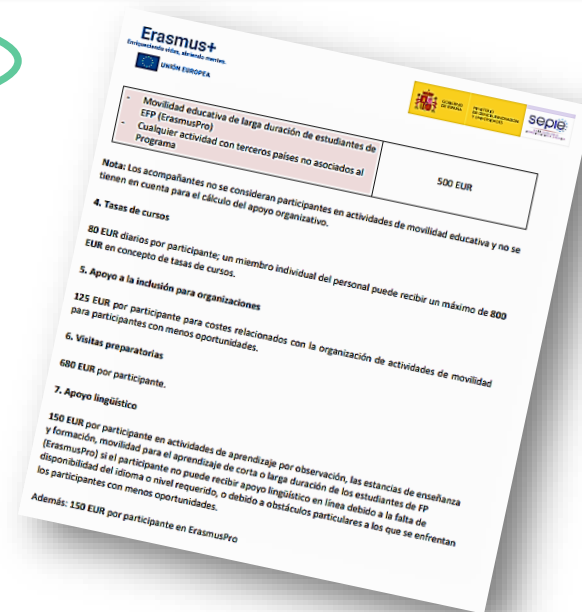 Erasmus+
Enriqueciendo vidas, abriendo mentes.
UNIÓN EUROPEA
GOBIERNO
DE ESPAÑA
MINISTERIO
DE CIENCIA, INNOVACIÓN
Y UNIVERSIDADES
sepie
- Movilidad educativa de larga duración de estudiantes de
EFP (ErasmusPro)
- Cualquier actividad con terceros países no asociados al
Programa
500 EUR
Nota: Los acompañantes no se consideran participantes en actividades de movilidad educativa y no se
tienen en cuenta para el cálculo del apoyo organizativo.
4. Tasas de cursos
80 EUR diarios por participante; un miembro individual del personal puede recibir un máximo de 800
EUR en concepto de tasas de cursos.
5. Apoyo a la inclusión para organizaciones
125 EUR por participante para costes relacionados con la organización de actividades de movilidad
para participantes con menos oportunidades.
6. Visitas preparatorias
680 EUR por participante.
7. Apoyo lingüístico
150 EUR por participante en actividades de aprendizaje por observación, las estancias de enseñanza
y formación, movilidad para el aprendizaje de corta o larga duración de los estudiantes de FP
(ErasmusPro) si el participante no puede recibir apoyo lingüístico en línea debido a la falta de
disponibilidad del idioma o nivel requerido, o debido a obstáculos particulares a los que se enfrentan
los participantes con menos oportunidades.
Además: 150 EUR por participante en ErasmusPro